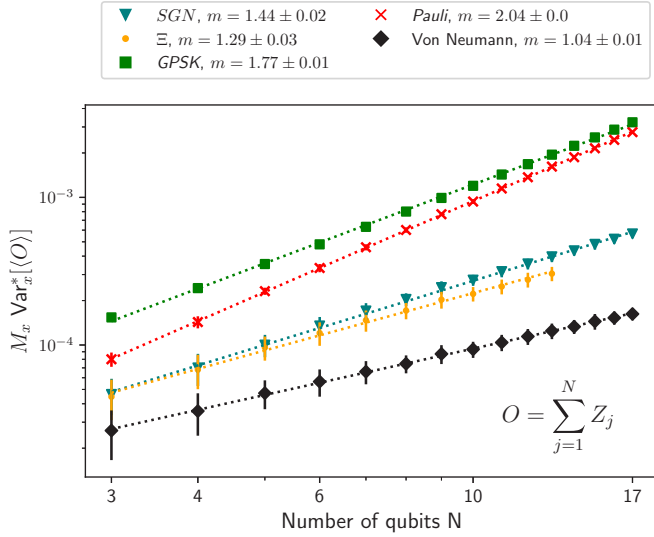 SGN, m = 1.44 ± 0.02
Ξ, m = 1.29 ± 0.03
GPSK, m = 1.77 ± 0.01
Pauli, m = 2.04 ± 0.0
Von Neumann, m = 1.04 ± 0.01
M_x Var*_x[⟨O⟩]
10⁻³
10⁻⁴
O = ∑_{j=1}^{N} Z_j
3 4 6 10 17
Number of qubits N